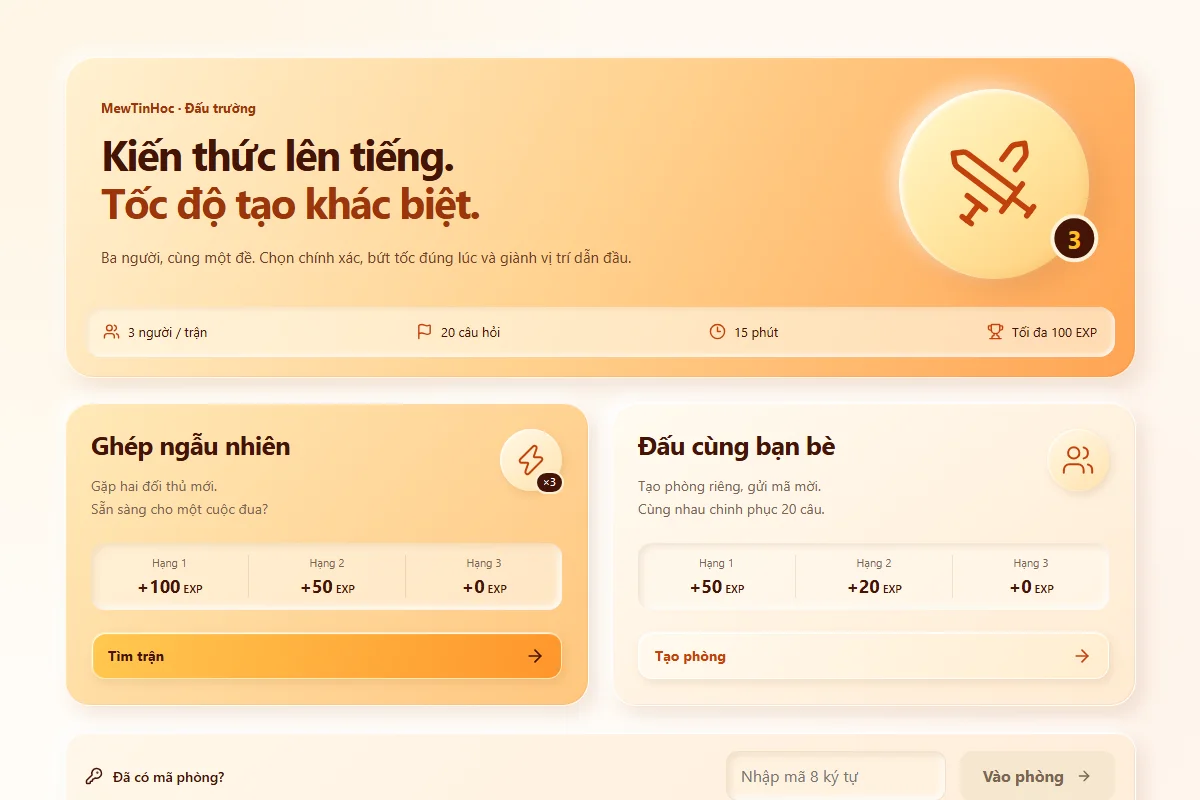 MewTinHoc · Đấu trường
Kiến thức lên tiếng.
Tốc độ tạo khác biệt.
Ba người, cùng một đề. Chọn chính xác, bứt tốc đúng lúc và giành vị trí dẫn đầu.
3
3 người / trận
20 câu hỏi
15 phút
Tối đa 100 EXP
Ghép ngẫu nhiên
Gặp hai đối thủ mới.
Sẵn sàng cho một cuộc đua?
×3
Hạng 1
+100 EXP
Hạng 2
+50 EXP
Hạng 3
+0 EXP
Tìm trận
Đấu cùng bạn bè
Tạo phòng riêng, gửi mã mời.
Cùng nhau chinh phục 20 câu.
Hạng 1
+50 EXP
Hạng 2
+20 EXP
Hạng 3
+0 EXP
Tạo phòng
Đã có mã phòng?
Nhập mã 8 ký tự
Vào phòng